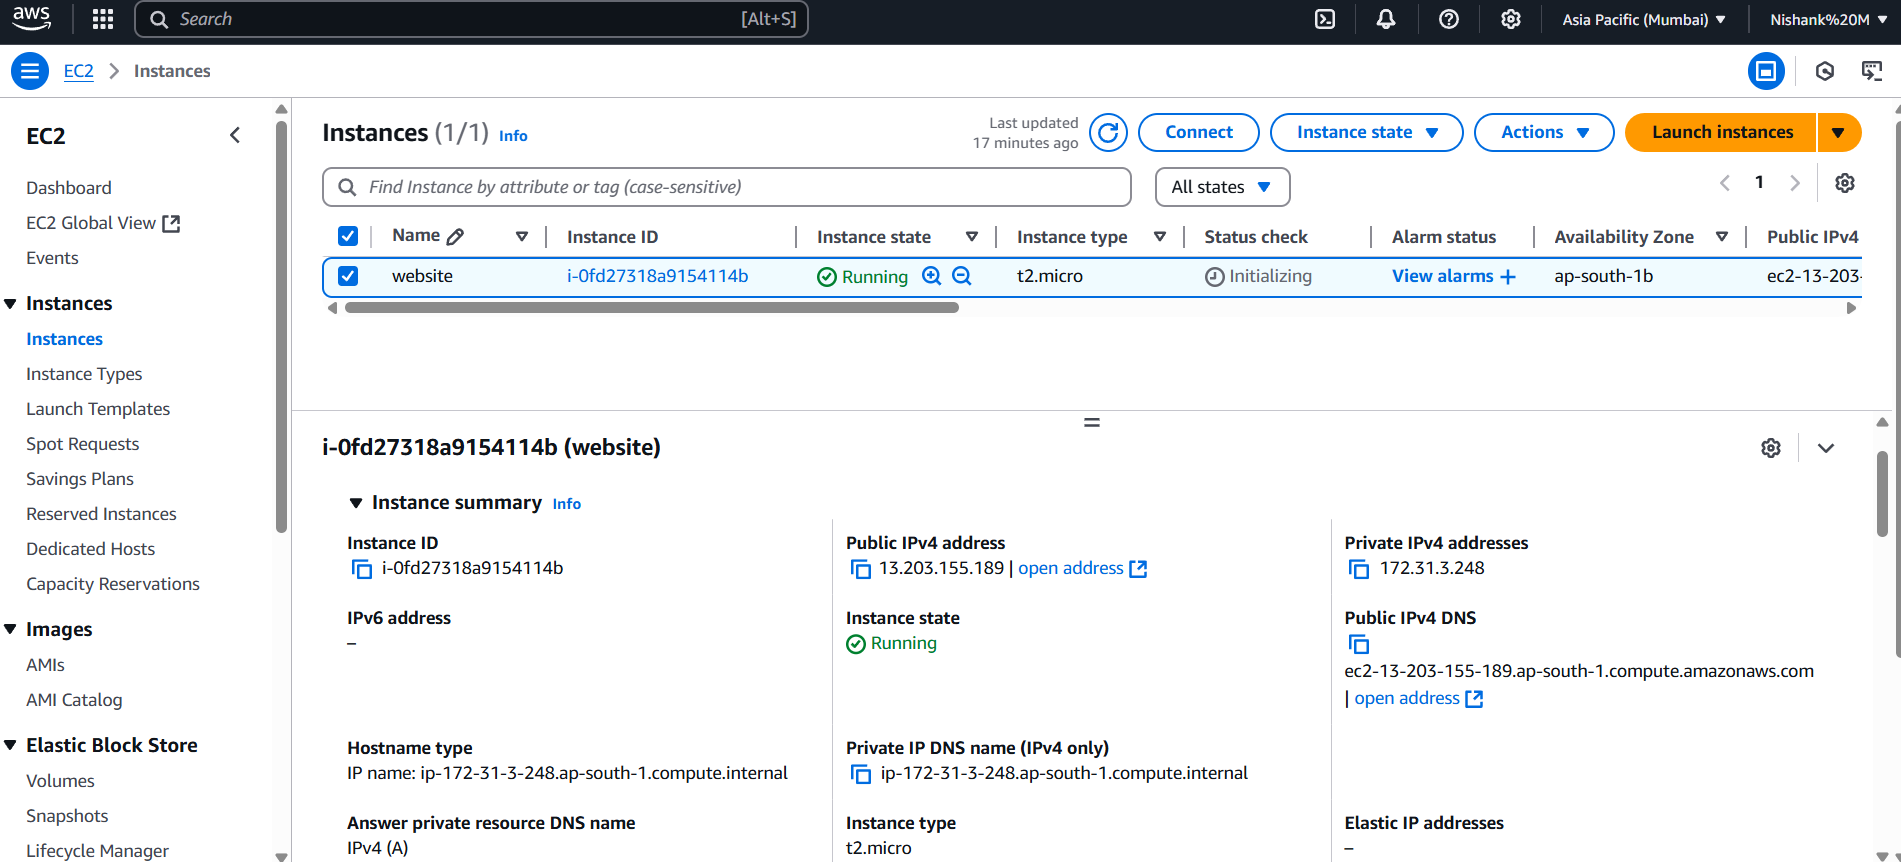 aws
Search [Alt+S]
Asia Pacific (Mumbai)
Nishank%20M
EC2 > Instances
EC2
Dashboard
EC2 Global View
Events
Instances
Instances
Instance Types
Launch Templates
Spot Requests
Savings Plans
Reserved Instances
Dedicated Hosts
Capacity Reservations
Images
AMIs
AMI Catalog
Elastic Block Store
Volumes
Snapshots
Lifecycle Manager
Instances (1/1) Info
Last updated
17 minutes ago
Connect
Instance state
Actions
Launch instances
Find Instance by attribute or tag (case-sensitive)
All states
1
Name Instance ID Instance state Instance type Status check Alarm status Availability Zone Public IPv4
website i-0fd27318a9154114b Running t2.micro Initializing View alarms + ap-south-1b ec2-13-203-
i-0fd27318a9154114b (website)
Instance summary Info
Instance ID
i-0fd27318a9154114b
Public IPv4 address
13.203.155.189 | open address
Private IPv4 addresses
172.31.3.248
IPv6 address
–
Instance state
Running
Public IPv4 DNS
ec2-13-203-155-189.ap-south-1.compute.amazonaws.com
| open address
Hostname type
IP name: ip-172-31-3-248.ap-south-1.compute.internal
Private IP DNS name (IPv4 only)
ip-172-31-3-248.ap-south-1.compute.internal
Answer private resource DNS name
IPv4 (A)
Instance type
t2.micro
Elastic IP addresses
–